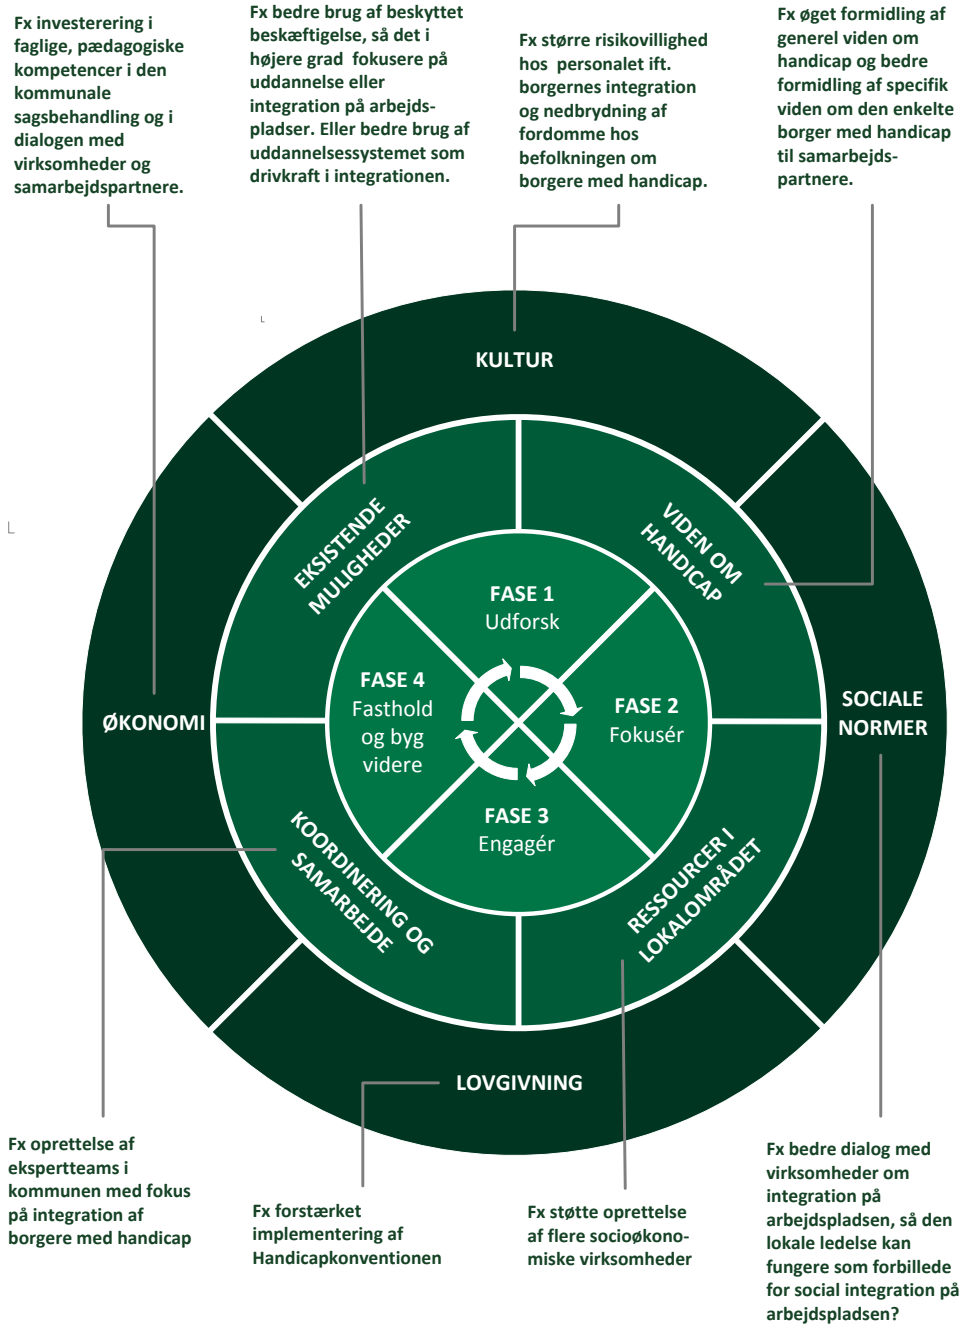 Fx investerering i
faglige, pædagogiske
kompetencer i den
kommunale
sagsbehandling og i
dialogen med
virksomheder og
samarbejdspartnere.
Fx bedre brug af beskyttet
beskæftigelse, så det i
højere grad fokusere på
uddannelse eller
integration på arbejds-
pladser. Eller bedre brug af
uddannelsessystemet som
drivkraft i integrationen.
Fx større risikovillighed
hos personalet ift.
borgernes integration
og nedbrydning af
fordomme hos
befolkningen om
borgere med handicap.
Fx øget formidling af
generel viden om
handicap og bedre
formidling af specifik
viden om den enkelte
borger med handicap
til samarbejds-
partnere.
KULTUR
EKSISTENDE
MULIGHEDER
VIDEN OM
HANDICAP
FASE 1
Udforsk
FASE 4
Fasthold
og byg
videre
FASE 2
Fokusér
FASE 3
Engagér
ØKONOMI
SOCIALE
NORMER
KOORDINERING OG
SAMARBEJDE
RESSOURCER I
LOKALOMRÅDET
LOVGIVNING
Fx oprettelse af
ekspertteams i
kommunen med fokus
på integration af
borgere med handicap
Fx forstærket
implementering af
Handicapkonventionen
Fx støtte oprettelse
af flere socioøkono-
miske virksomheder
Fx bedre dialog med
virksomheder om
integration på
arbejdspladsen, så den
lokale ledelse kan
fungere som forbillede
for social integration på
arbejdspladsen?